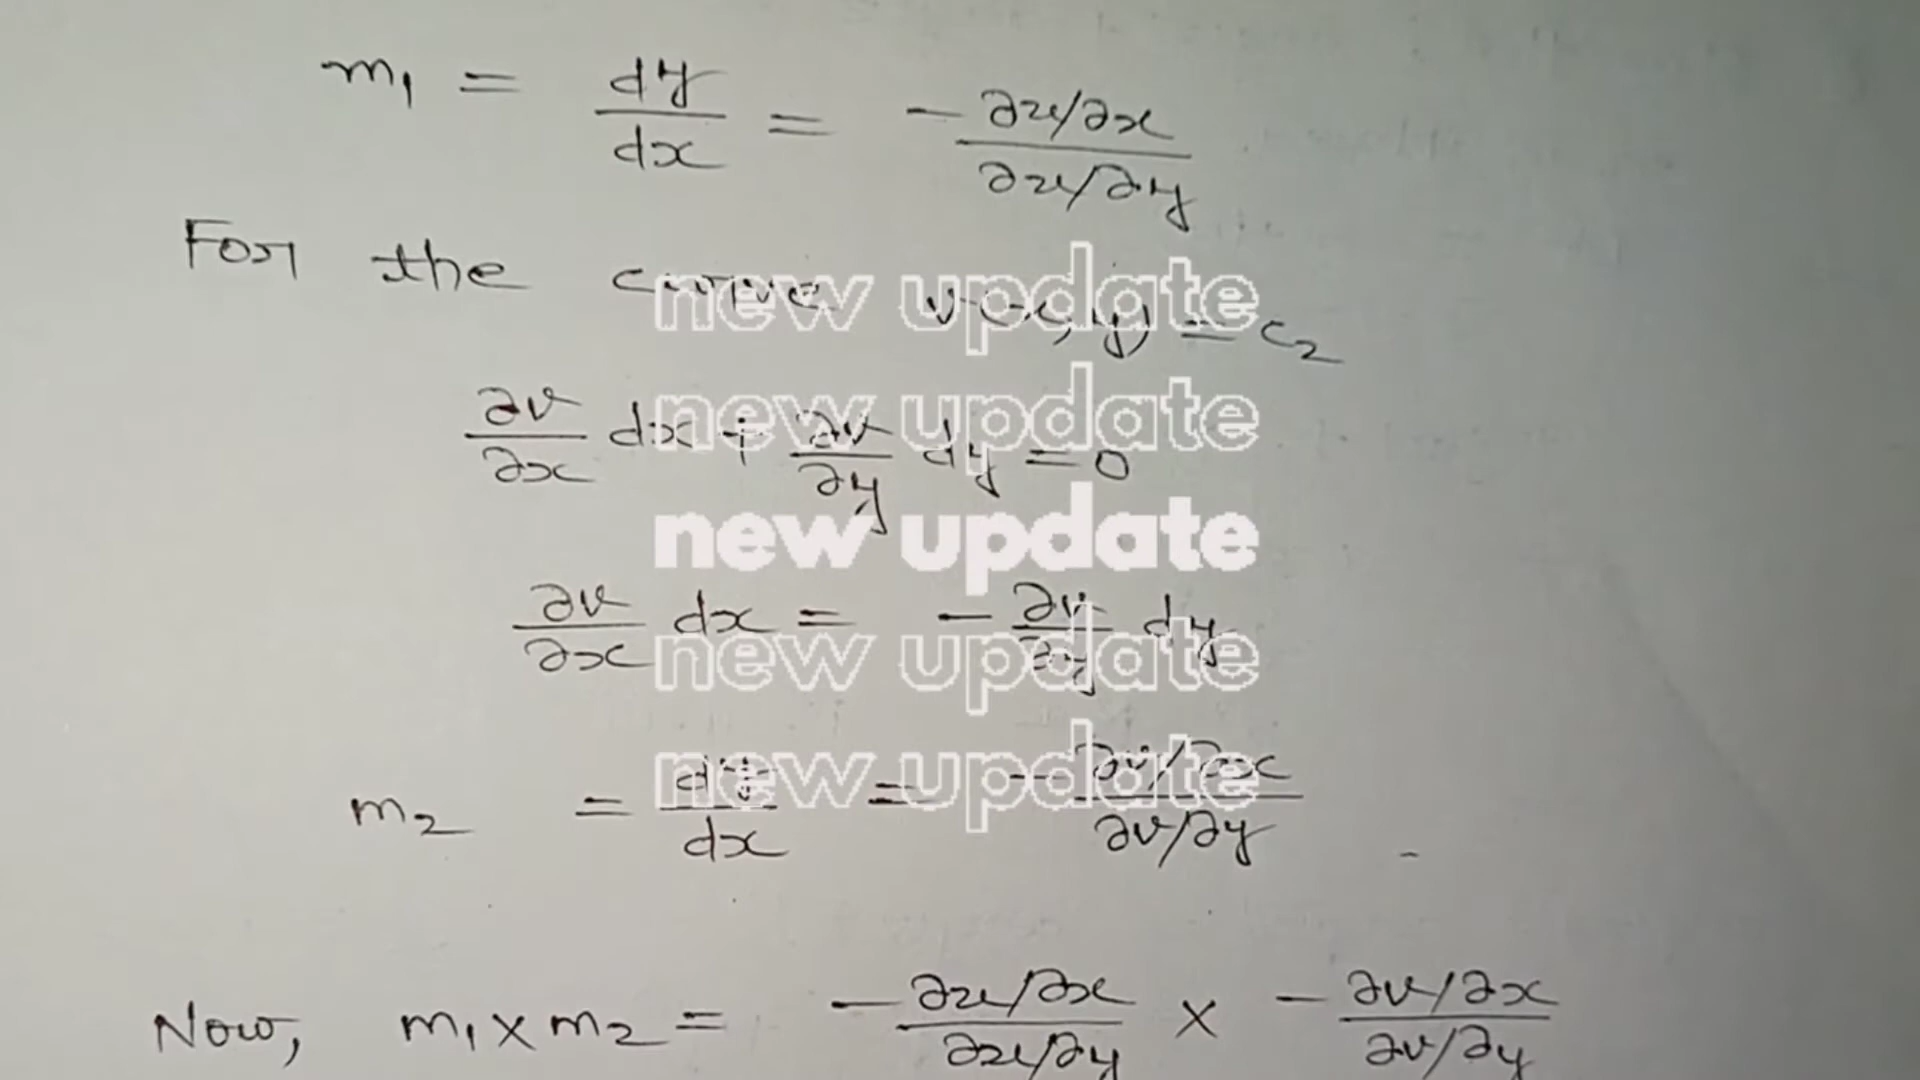 m₁ = dy/dx = - ∂u/∂x / ∂u/∂y
For the curve v(x,y) = c₂
∂v/∂x dx + ∂v/∂y dy = 0
∂v/∂x dx = - ∂v/∂y dy
m₂ = dy/dx = - ∂v/∂x / ∂v/∂y
Now, m₁ × m₂ = - ∂u/∂x / ∂u/∂y × - ∂v/∂x / ∂v/∂y
new update
new update
new update
new update
new update